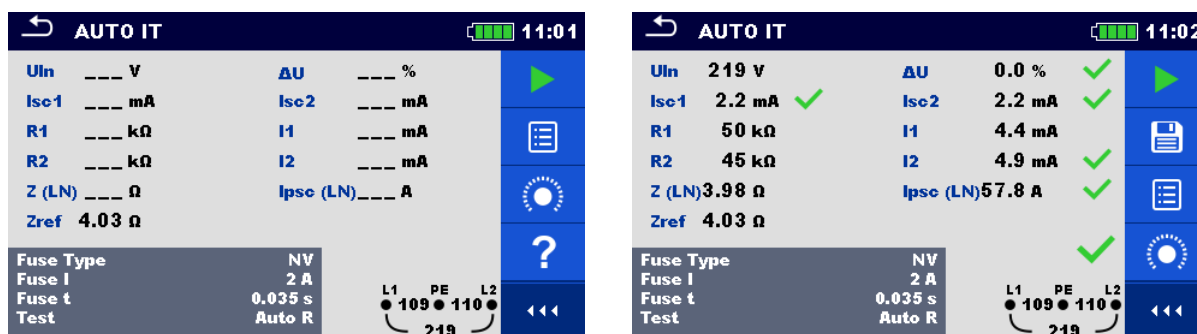 AUTO IT 11:01
Uln ___ V ΔU ___ %
Isc1 ___ mA Isc2 ___ mA
R1 ___ kΩ I1 ___ mA
R2 ___ kΩ I2 ___ mA
Z (LN) ___ Ω Ipsc (LN) ___ A
Zref 4.03 Ω
Fuse Type NV
Fuse I 2 A
Fuse t 0.035 s
Test Auto R
L1 PE L2
109 110
219
?
AUTO IT 11:02
Uln 219 V ΔU 0.0 %
Isc1 2.2 mA Isc2 2.2 mA
R1 50 kΩ I1 4.4 mA
R2 45 kΩ I2 4.9 mA
Z (LN) 3.98 Ω Ipsc (LN) 57.8 A
Zref 4.03 Ω
Fuse Type NV
Fuse I 2 A
Fuse t 0.035 s
Test Auto R
L1 PE L2
109 110
219